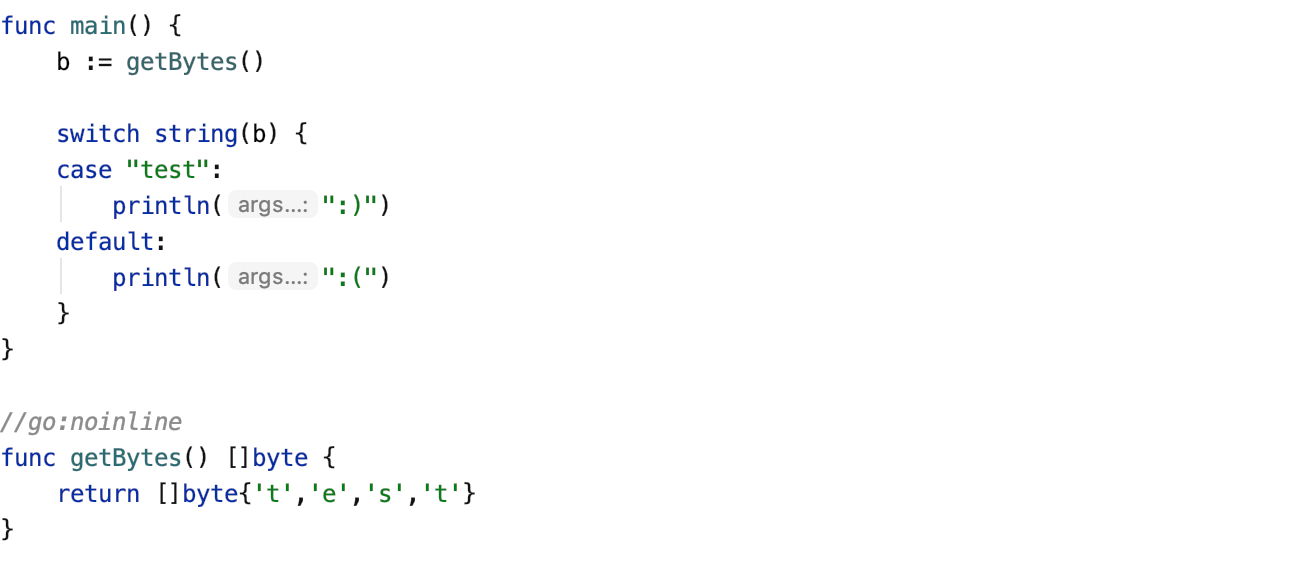 func main() {
    b := getBytes()

    switch string(b) {
    case "test":
        println( args...: ":)")
    default:
        println( args...: ":(")
    }
}

//go:noinline
func getBytes() []byte {
    return []byte{'t','e','s','t'}
}